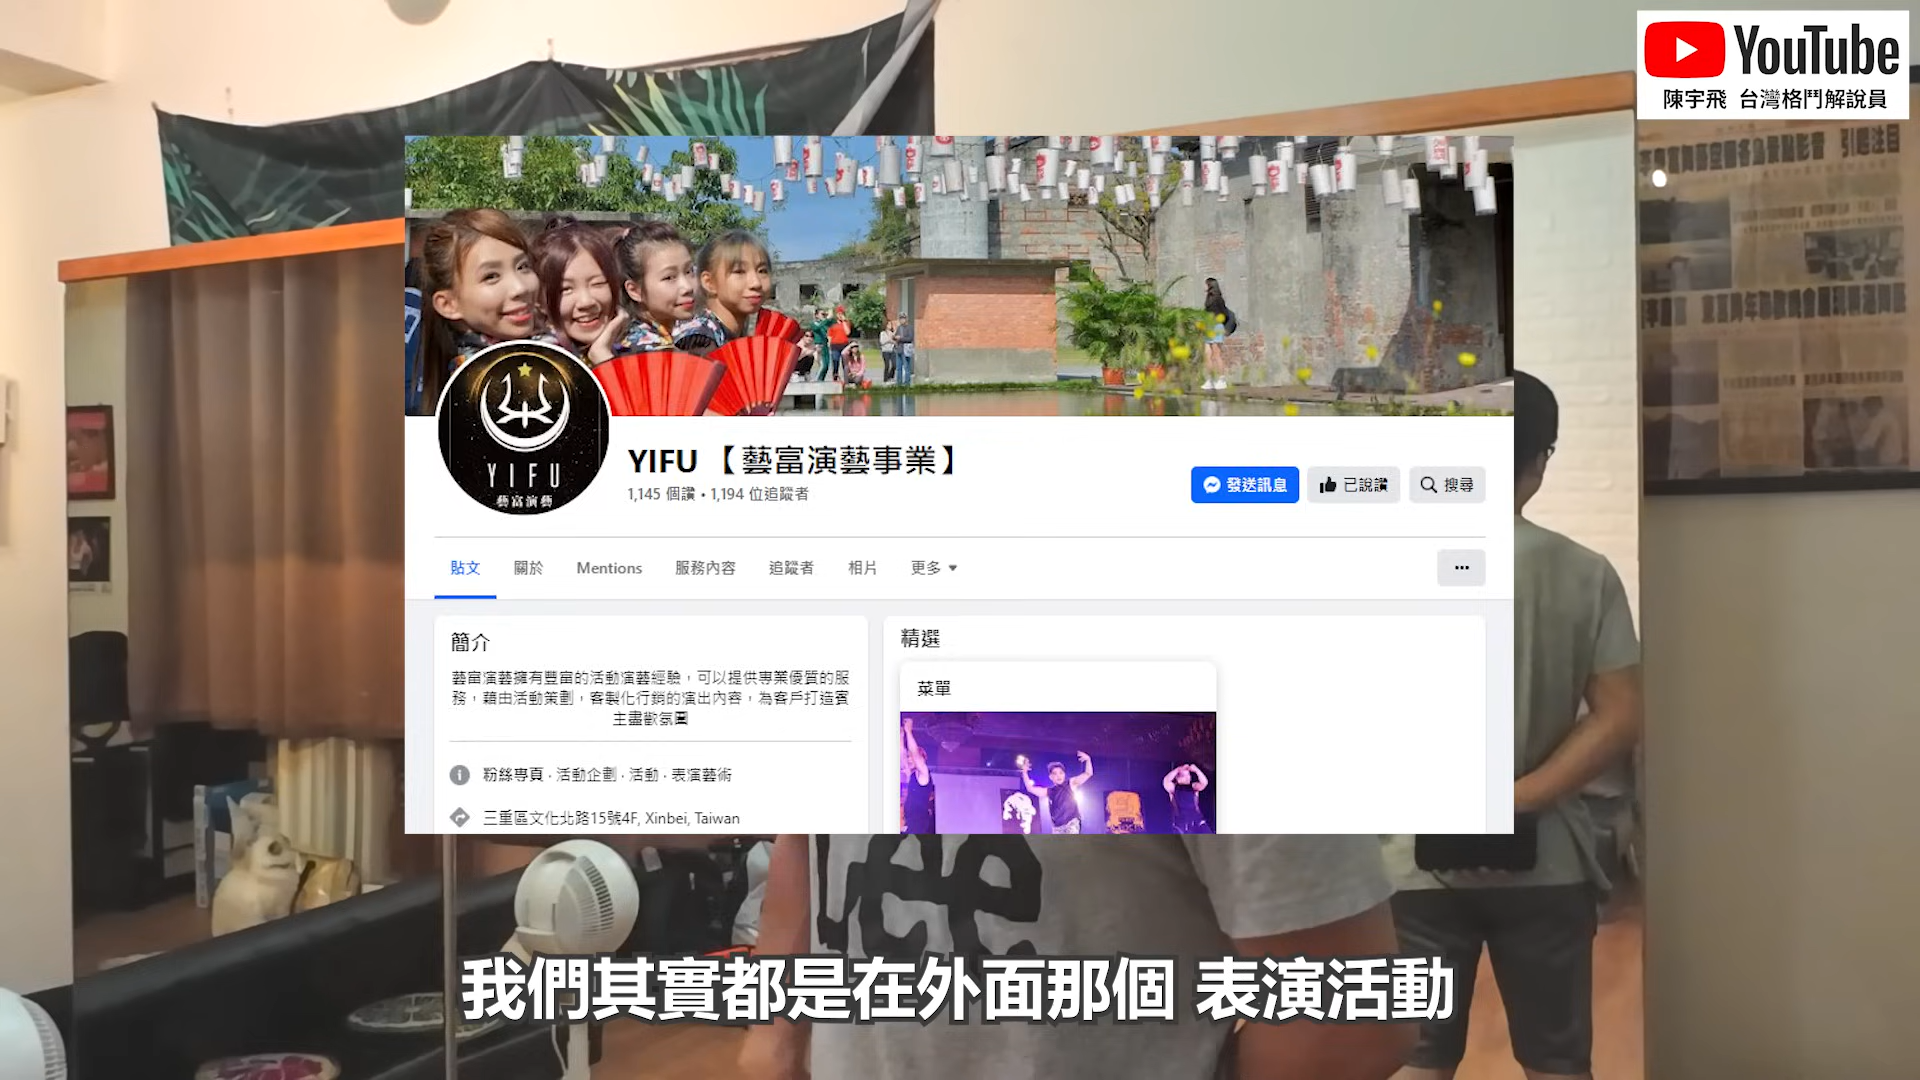 YouTube
陳宇飛 台灣格鬥解說員
YIFU
藝富演藝
YIFU 【藝富演藝事業】
1,145 個讚 • 1,194 位追蹤者
發送訊息
已說讚
搜尋
貼文
關於
Mentions
服務內容
追蹤者
相片
更多
簡介
藝富演藝擁有豐富的活動演藝經驗，可以提供專業優質的服
務，藉由活動策劃，客製化行銷的演出內容，為客戶打造賓
主盡歡氛圍
粉絲專頁 · 活動企劃 · 活動 · 表演藝術
三重區文化北路15號4F, Xinbei, Taiwan
精選
菜單
我們其實都是在外面那個 表演活動